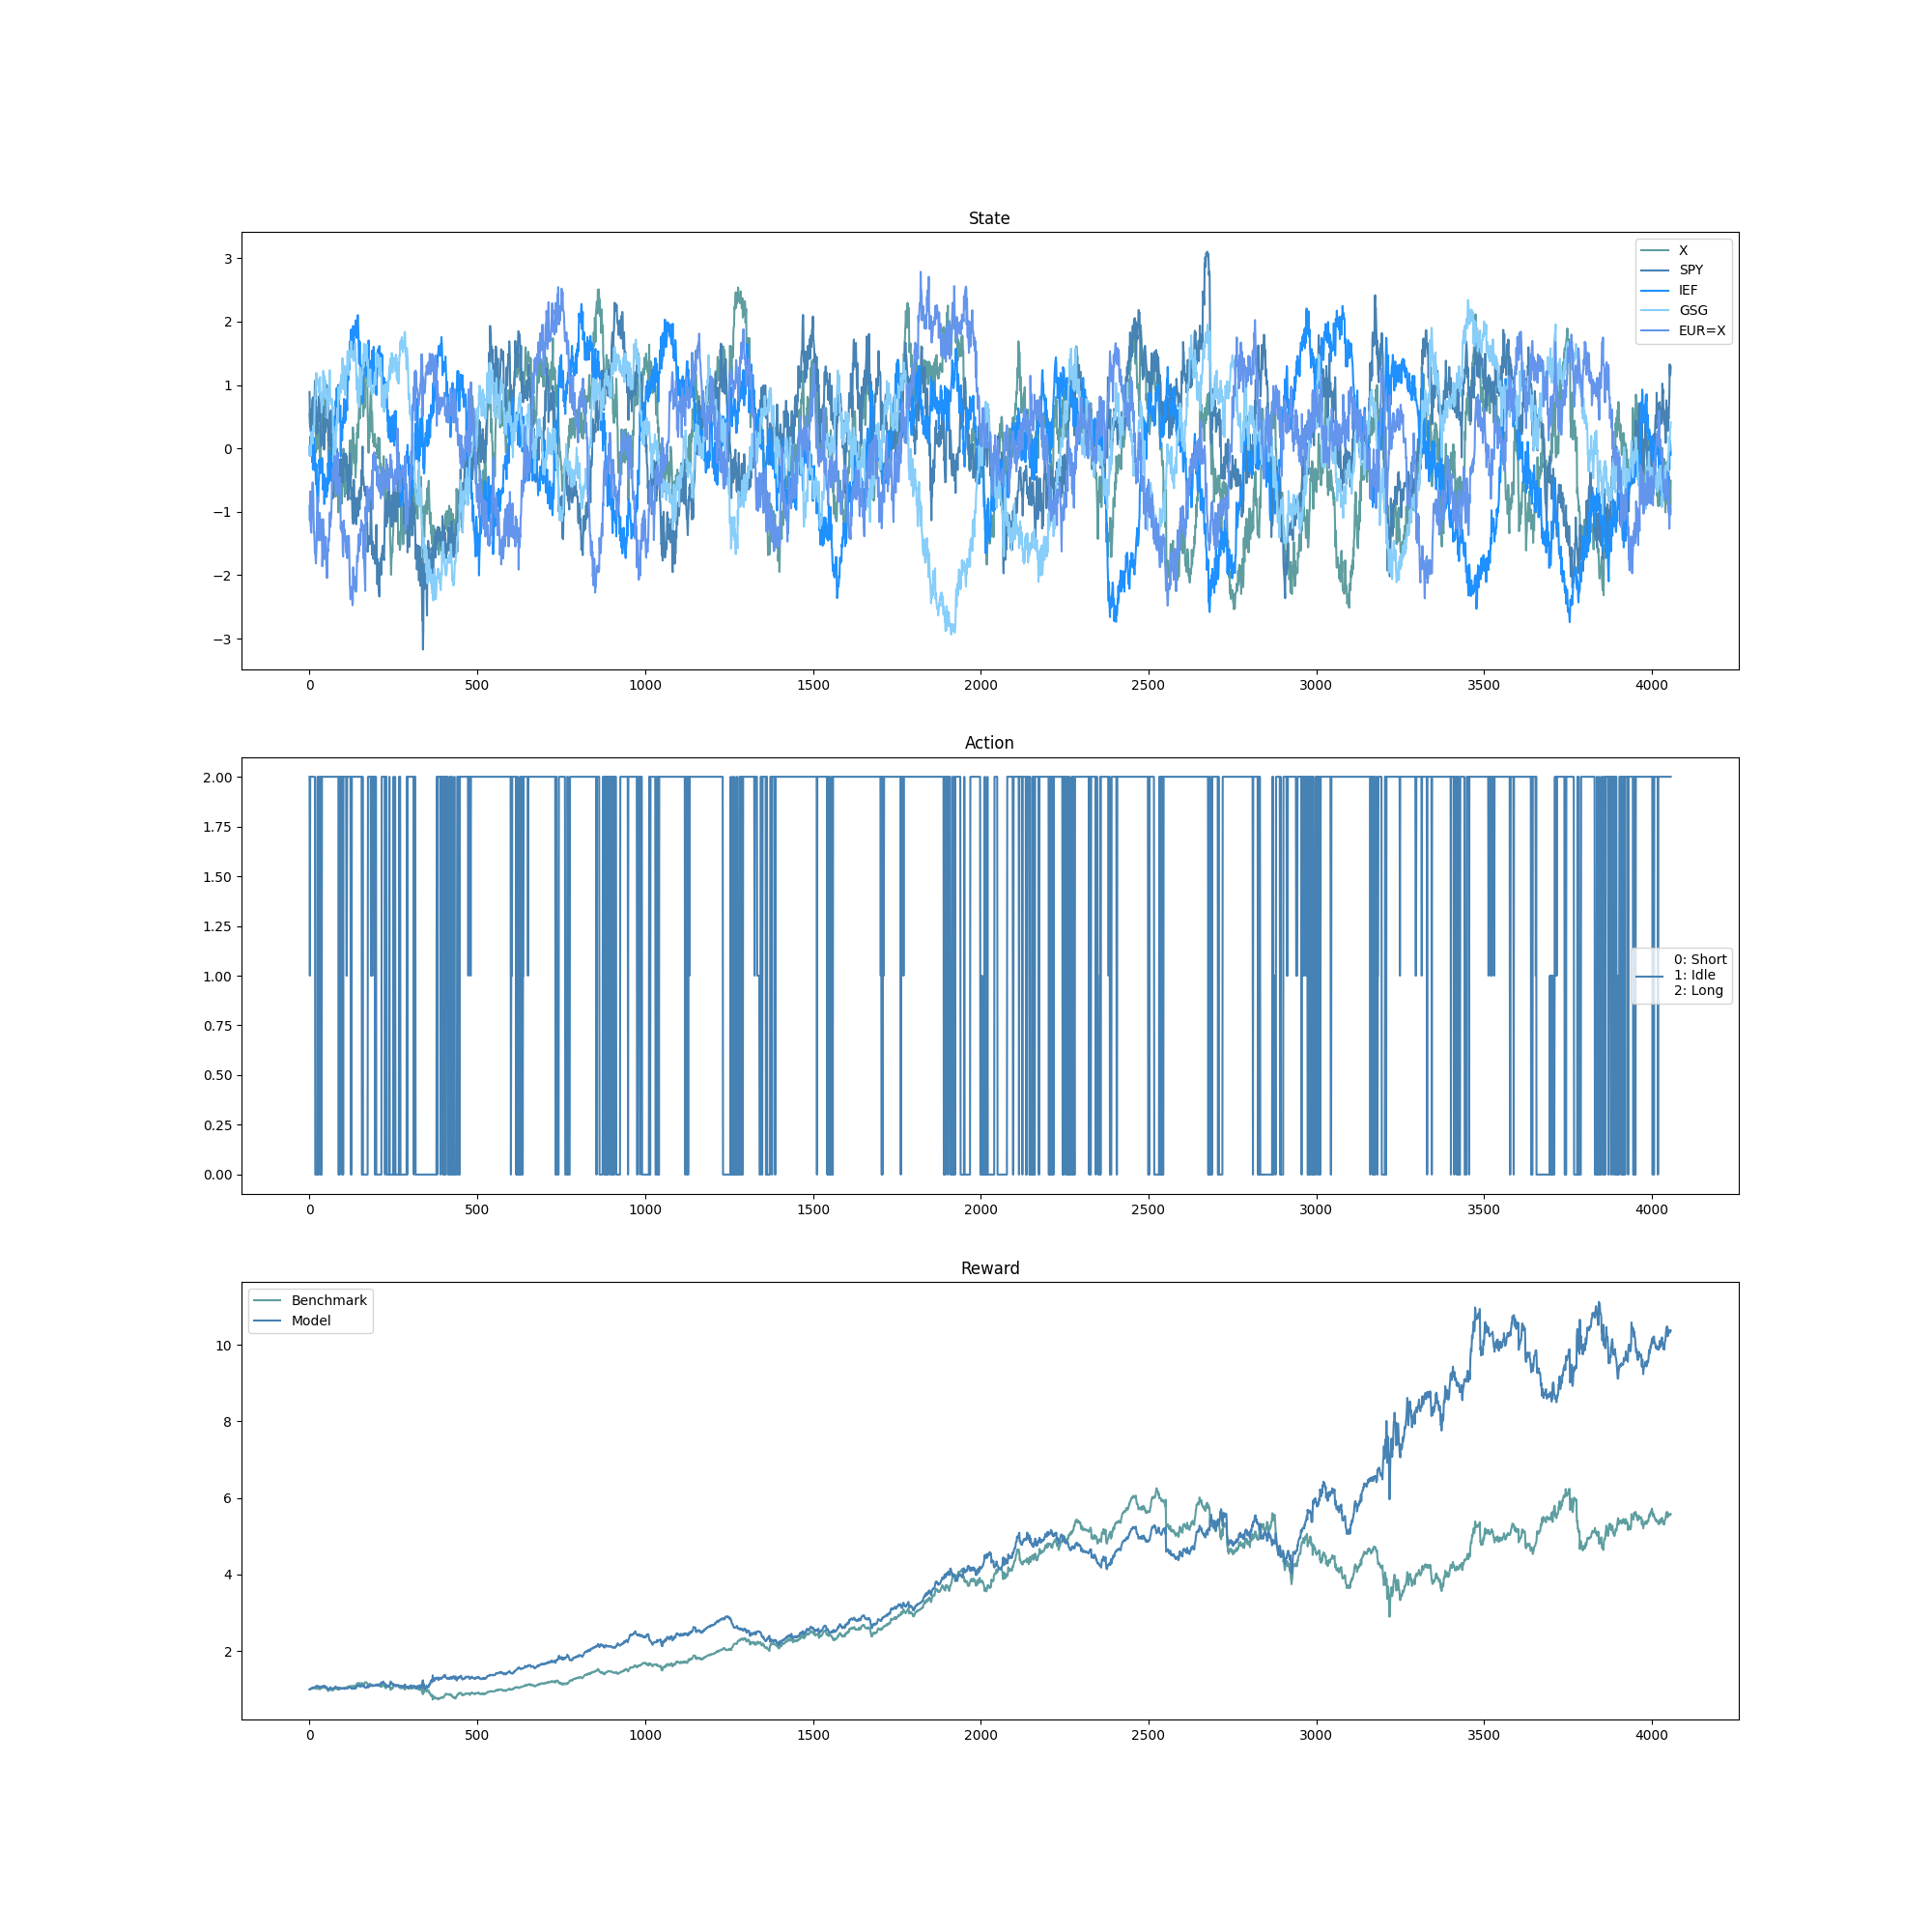 State
3
2
1
0
−1
−2
−3
X
SPY
IEF
GSG
EUR=X
0 500 1000 1500 2000 2500 3000 3500 4000
Action
2.00
1.75
1.50
1.25
1.00
0.75
0.50
0.25
0.00
0: Short
1: Idle
2: Long
0 500 1000 1500 2000 2500 3000 3500 4000
Reward
Benchmark
Model
10
8
6
4
2
0 500 1000 1500 2000 2500 3000 3500 4000